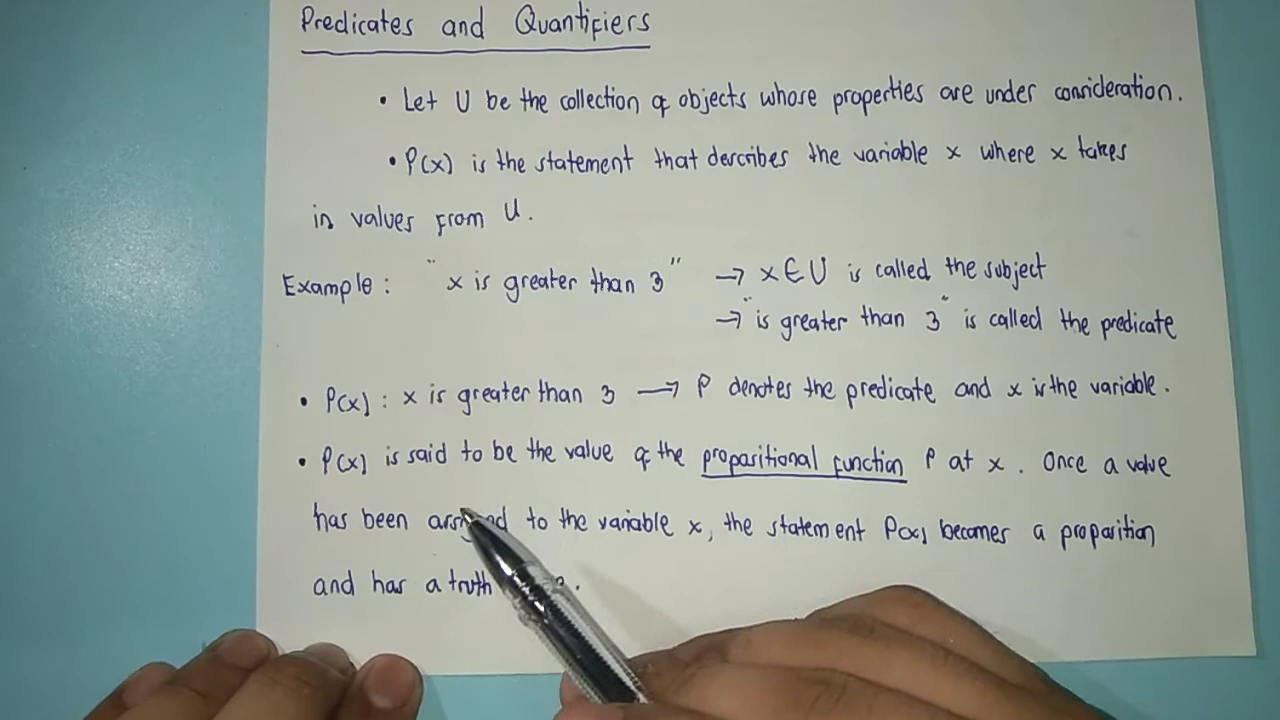 Predicates and Quantifiers
• Let U be the collection of objects whose properties are under consideration.
• P(x) is the statement that describes the variable x where x takes
in values from U.
Example : "x is greater than 3" → x∈U is called the subject
→ "is greater than 3" is called the predicate
• P(x) : x is greater than 3 → P denotes the predicate and x is the variable.
• P(x) is said to be the value of the propositional function P at x. Once a value
has been to the variable x, the statement P(x) becomes a proposition
and has a truth .